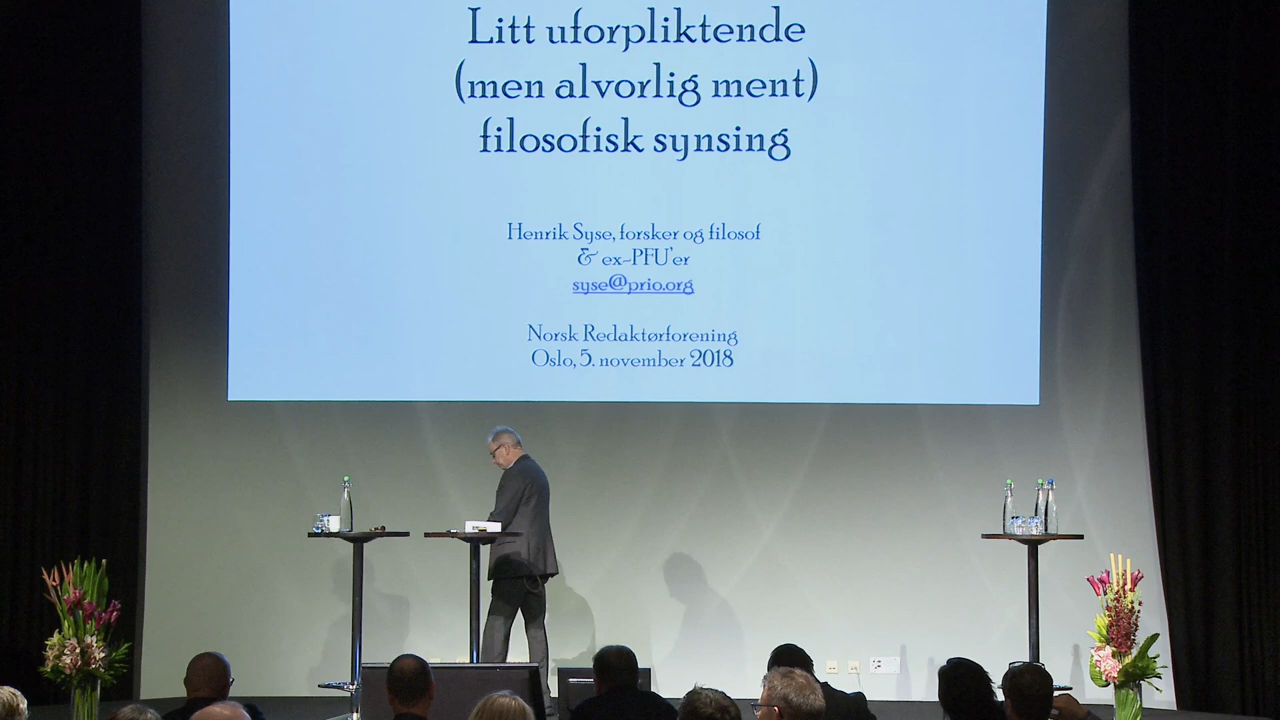 Litt uforpliktende
(men alvorlig ment)
filosofisk synsing
Henrik Syse, forsker og filosof
& ex-PFU'er
syse@prio.org
Norsk Redaktørforening
Oslo, 5. november 2018